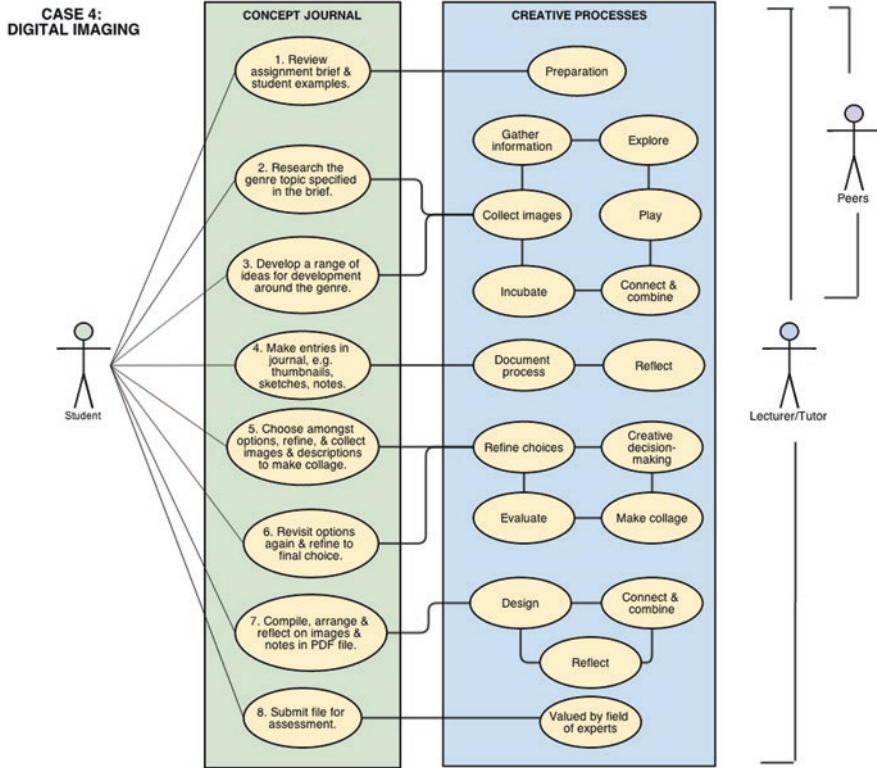 CASE 4:
DIGITAL IMAGING
CONCEPT JOURNAL
CREATIVE PROCESSES
1. Review
assignment brief &
student examples.
Preparation
Gather
information
Explore
2. Research the
genre topic specified
in the brief.
Collect images
Play
Peers
3. Develop a range of
ideas for development
around the genre.
Incubate
Connect &
combine
Student
4. Make entries in
journal, e.g.
thumbnails,
sketches, notes.
Document
process
Reflect
Lecturer/Tutor
5. Choose amongst
options, refine, & collect
images & descriptions
to make collage.
Refine choices
Creative
decision-
making
6. Revisit options
again & refine to
final choice.
Evaluate
Make collage
7. Compile, arrange &
reflect on images &
notes in PDF file.
Design
Connect &
combine
Reflect
8. Submit file for
assessment.
Valued by field
of experts